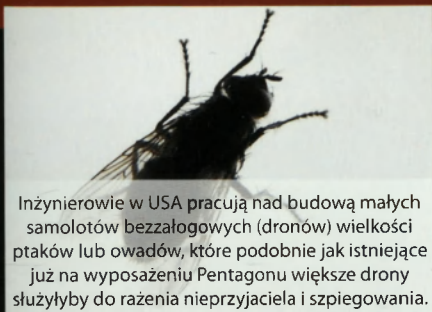 Inżynierowie w USA pracują nad budową małych
samolotów bezzałogowych (dronów) wielkości
ptaków lub owadów, które podobnie jak istniejące
już na wyposażeniu Pentagonu większe drony
służyłyby do rażenia nieprzyjaciela i szpiegowania.